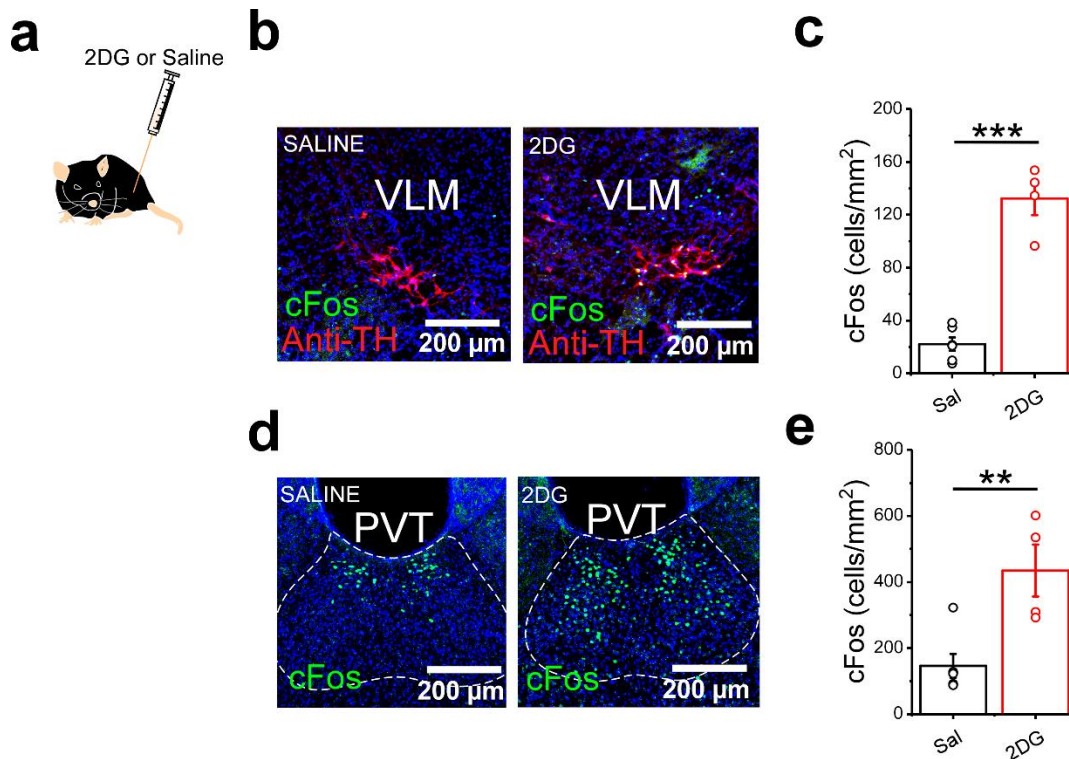 a
2DG or Saline
b
SALINE
VLM
cFos
Anti-TH
200 µm
2DG
VLM
cFos
Anti-TH
200 µm
c
cFos (cells/mm²)
200
160
120
80
40
0
***
Sal
2DG
d
SALINE
PVT
cFos
200 µm
2DG
PVT
cFos
200 µm
e
cFos (cells/mm²)
800
600
400
200
0
**
Sal
2DG